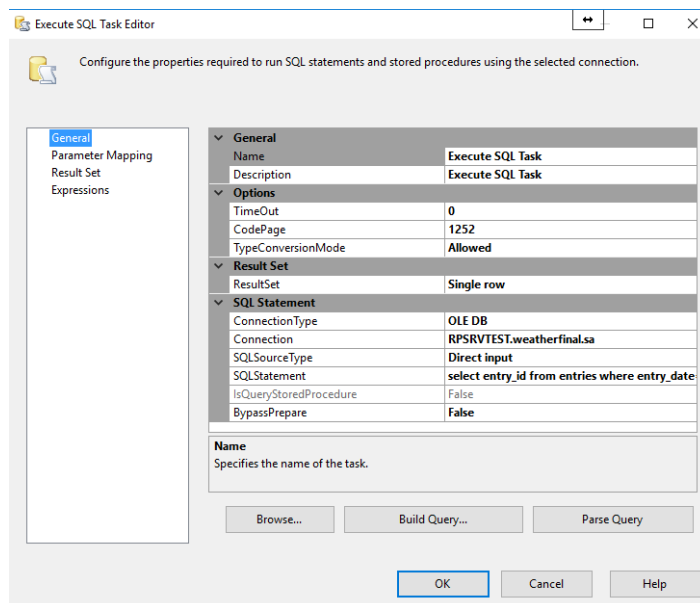 Execute SQL Task Editor
Configure the properties required to run SQL statements and stored procedures using the selected connection.
General
Parameter Mapping
Result Set
Expressions
General
Name Execute SQL Task
Description Execute SQL Task
Options
TimeOut 0
CodePage 1252
TypeConversionMode Allowed
Result Set
ResultSet Single row
SQL Statement
ConnectionType OLE DB
Connection RPSRVTEST.weatherfinal.sa
SQLSourceType Direct input
SQLStatement select entry_id from entries where entry_date
IsQueryStoredProcedure False
BypassPrepare False
Name
Specifies the name of the task.
Browse... Build Query... Parse Query
OK Cancel Help